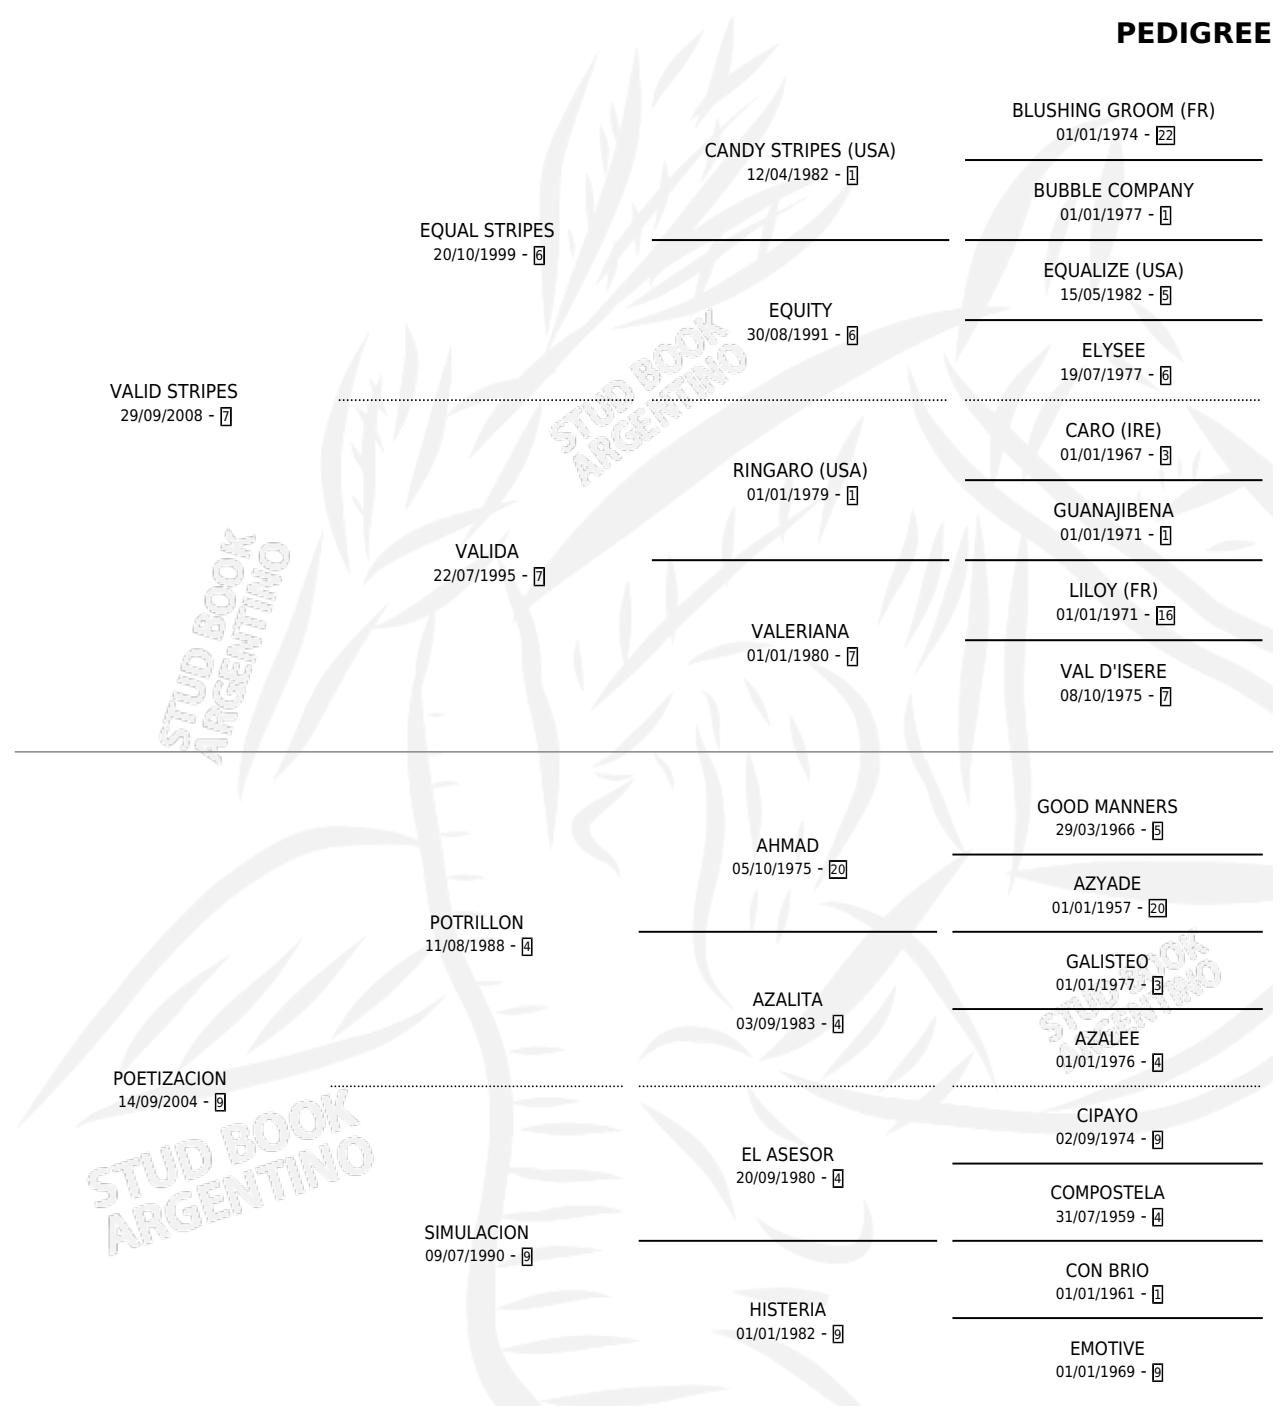 PEDIGREE
BLUSHING GROOM (FR)
01/01/1974 - 22
CANDY STRIPES (USA)
12/04/1982 - 1
BUBBLE COMPANY
01/01/1977 - 1
EQUAL STRIPES
20/10/1999 - 6
EQUALIZE (USA)
15/05/1982 - 5
EQUITY
30/08/1991 - 6
ELYSEE
19/07/1977 - 6
VALID STRIPES
29/09/2008 - 7
CARO (IRE)
01/01/1967 - 3
RINGARO (USA)
01/01/1979 - 1
GUANAJIBENA
01/01/1971 - 1
VALIDA
22/07/1995 - 7
LILOY (FR)
01/01/1971 - 16
VALERIANA
01/01/1980 - 7
VAL D'ISERE
08/10/1975 - 7
GOOD MANNERS
29/03/1966 - 5
AHMAD
05/10/1975 - 20
AZYADE
01/01/1957 - 20
POTRILLON
11/08/1988 - 4
GALISTEO
01/01/1977 - 3
AZALITA
03/09/1983 - 4
AZALEE
01/01/1976 - 4
POETIZACION
14/09/2004 - 9
CIPAYO
02/09/1974 - 9
EL ASESOR
20/09/1980 - 4
COMPOSTELA
31/07/1959 - 4
SIMULACION
09/07/1990 - 9
CON BRIO
01/01/1961 - 1
HISTERIA
01/01/1982 - 9
EMOTIVE
01/01/1969 - 9
STUD BOOK
ARGENTINO
STUD BOOK
ARGENTINO
STUD BOOK
ARGENTINO
STUD BOOK
ARGENTINO